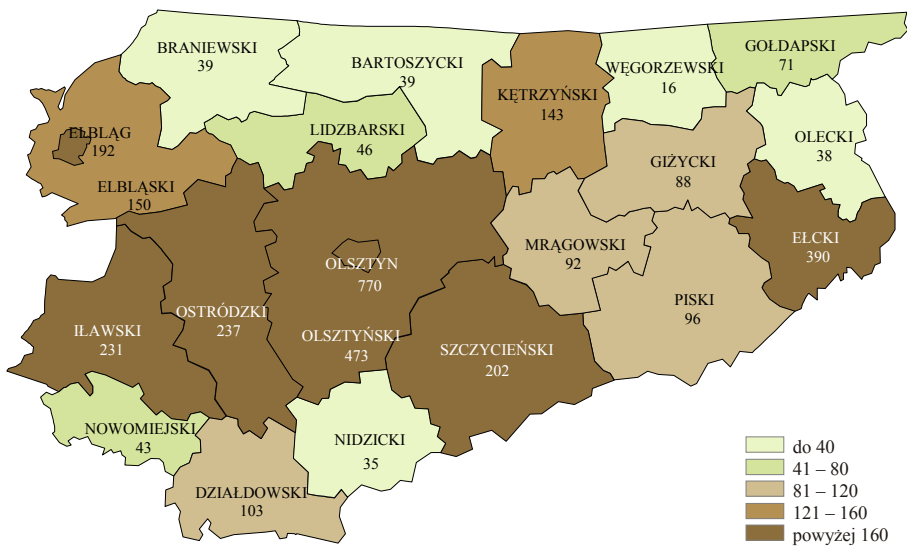 BRANIEWSKI
39
BARTOSZYCKI
39
KĘTRZYŃSKI
143
WĘGORZEWSKI
16
GOŁDAPSKI
71
ELBLĄG
192
LIDZBARSKI
46
OLECKI
38
GIŻYCKI
88
ELBLĄSKI
150
MRĄGOWSKI
92
EŁCKI
390
OLSZTYN
770
PISKI
96
OSTRÓDZKI
237
IŁAWSKI
231
OLSZTYŃSKI
473
SZCZYCIEŃSKI
202
NOWOMIEJSKI
43
NIDZICKI
35
DZIAŁDOWSKI
103
do 40
41 – 80
81 – 120
121 – 160
powyżej 160